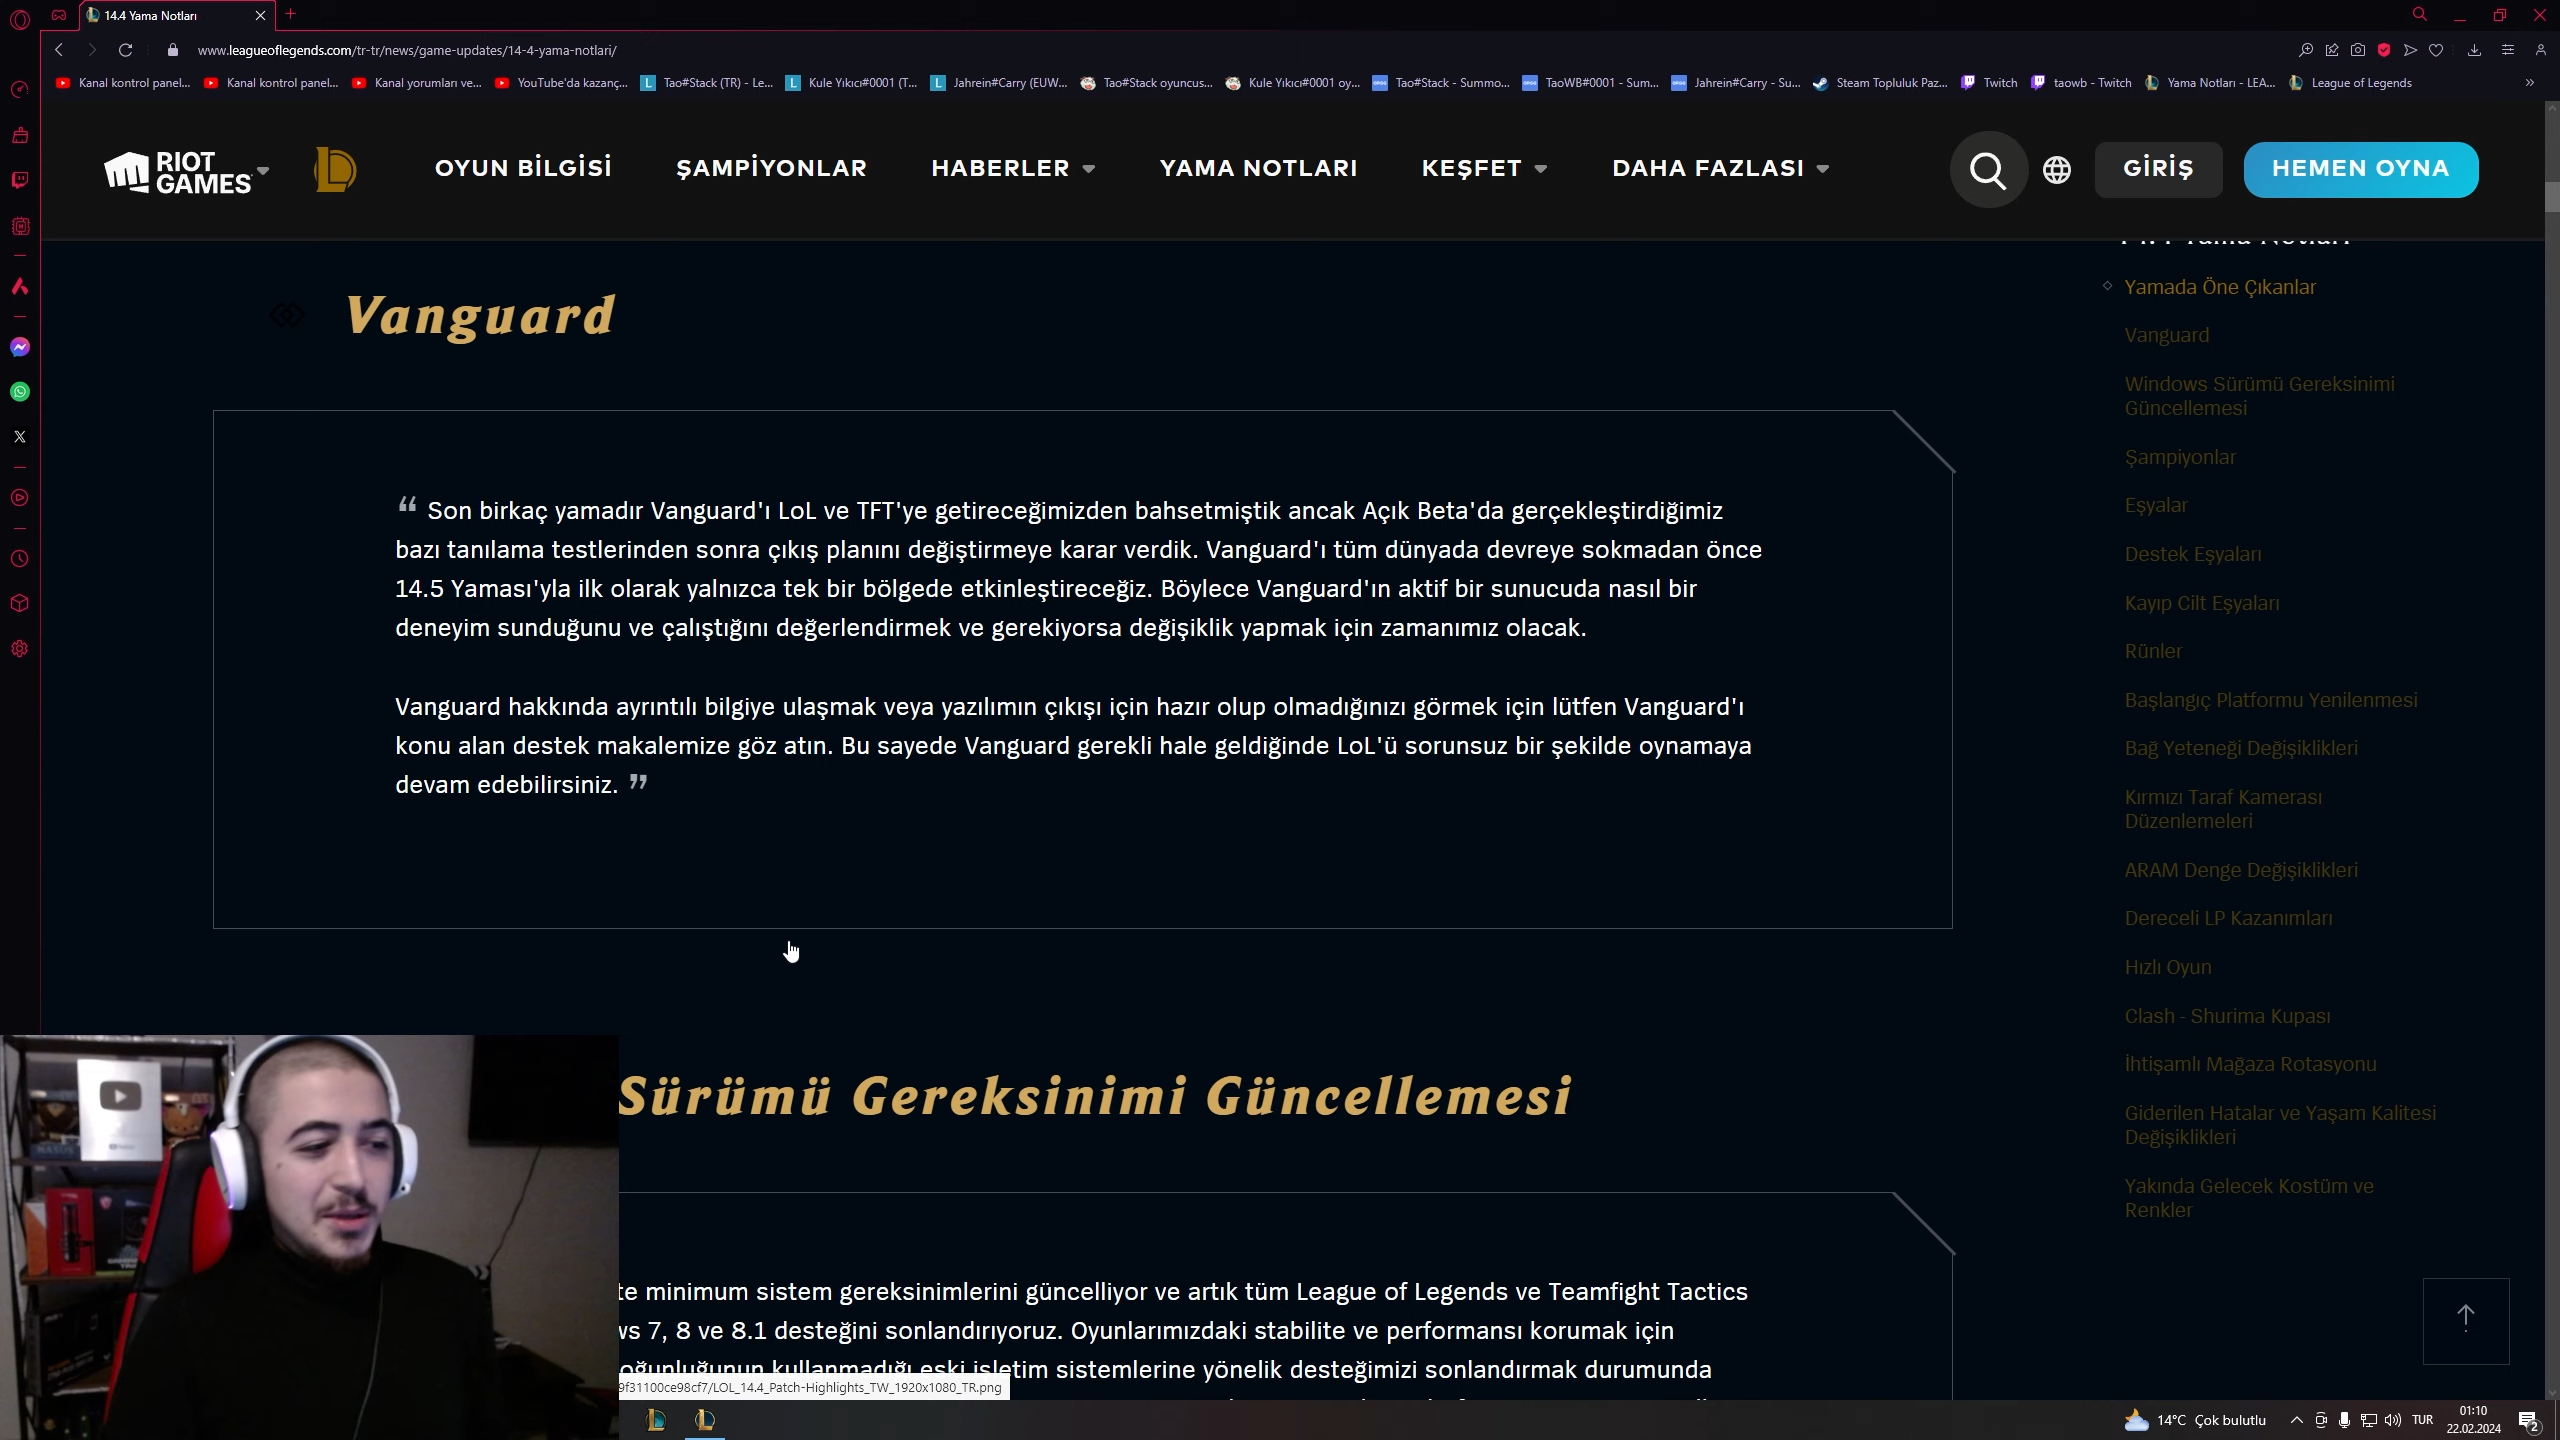 14.4 Yama Notları
www.leagueoflegends.com/tr-tr/news/game-updates/14-4-yama-notlari/
Kanal kontrol panel... Kanal kontrol panel... Kanal yorumları ve... YouTube'da kazanç... Tao#Stack (TR) - Le... Kule Yıkıcı#0001 (T... Jahrein#Carry (EUW... Tao#Stack oyuncus... Kule Yıkıcı#0001 oy... Tao#Stack - Summo... TaoWB#0001 - Sum... Jahrein#Carry - Su... Steam Topluluk Paz... Twitch taowb - Twitch Yama Notları - LEA... League of Legends
RIOT GAMES OYUN BİLGİSİ ŞAMPİYONLAR HABERLER YAMA NOTLARI KEŞFET DAHA FAZLASI GİRİŞ HEMEN OYNA
14.4 Yama Notları
Vanguard
“ Son birkaç yamadır Vanguard'ı LoL ve TFT'ye getireceğimizden bahsetmiştik ancak Açık Beta'da gerçekleştirdiğimiz
bazı tanılama testlerinden sonra çıkış planını değiştirmeye karar verdik. Vanguard'ı tüm dünyada devreye sokmadan önce
14.5 Yaması'yla ilk olarak yalnızca tek bir bölgede etkinleştireceğiz. Böylece Vanguard'ın aktif bir sunucuda nasıl bir
deneyim sunduğunu ve çalıştığını değerlendirmek ve gerekiyorsa değişiklik yapmak için zamanımız olacak.
Vanguard hakkında ayrıntılı bilgiye ulaşmak veya yazılımın çıkışı için hazır olup olmadığınızı görmek için lütfen Vanguard'ı
konu alan destek makalemize göz atın. Bu sayede Vanguard gerekli hale geldiğinde LoL'ü sorunsuz bir şekilde oynamaya
devam edebilirsiniz. ”
Sürümü Gereksinimi Güncellemesi
te minimum sistem gereksinimlerini güncelliyor ve artık tüm League of Legends ve Teamfight Tactics
ws 7, 8 ve 8.1 desteğini sonlandırıyoruz. Oyunlarımızdaki stabilite ve performansı korumak için
oğunluğunun kullanmadığı eski işletim sistemlerine yönelik desteğimizi sonlandırmak durumunda
9f31100ce98cf7/LOL_14.4_Patch-Highlights_TW_1920x1080_TR.png
Yamada Öne Çıkanlar
Vanguard
Windows Sürümü Gereksinimi
Güncellemesi
Şampiyonlar
Eşyalar
Destek Eşyaları
Kayıp Cilt Eşyaları
Rünler
Başlangıç Platformu Yenilenmesi
Bağ Yeteneği Değişiklikleri
Kırmızı Taraf Kamerası
Düzenlemeleri
ARAM Denge Değişiklikleri
Dereceli LP Kazanımları
Hızlı Oyun
Clash - Shurima Kupası
İhtişamlı Mağaza Rotasyonu
Giderilen Hatalar ve Yaşam Kalitesi
Değişiklikleri
Yakında Gelecek Kostüm ve
Renkler
NASUS
14°C Çok bulutlu TUR 01:10
22.02.2024 2